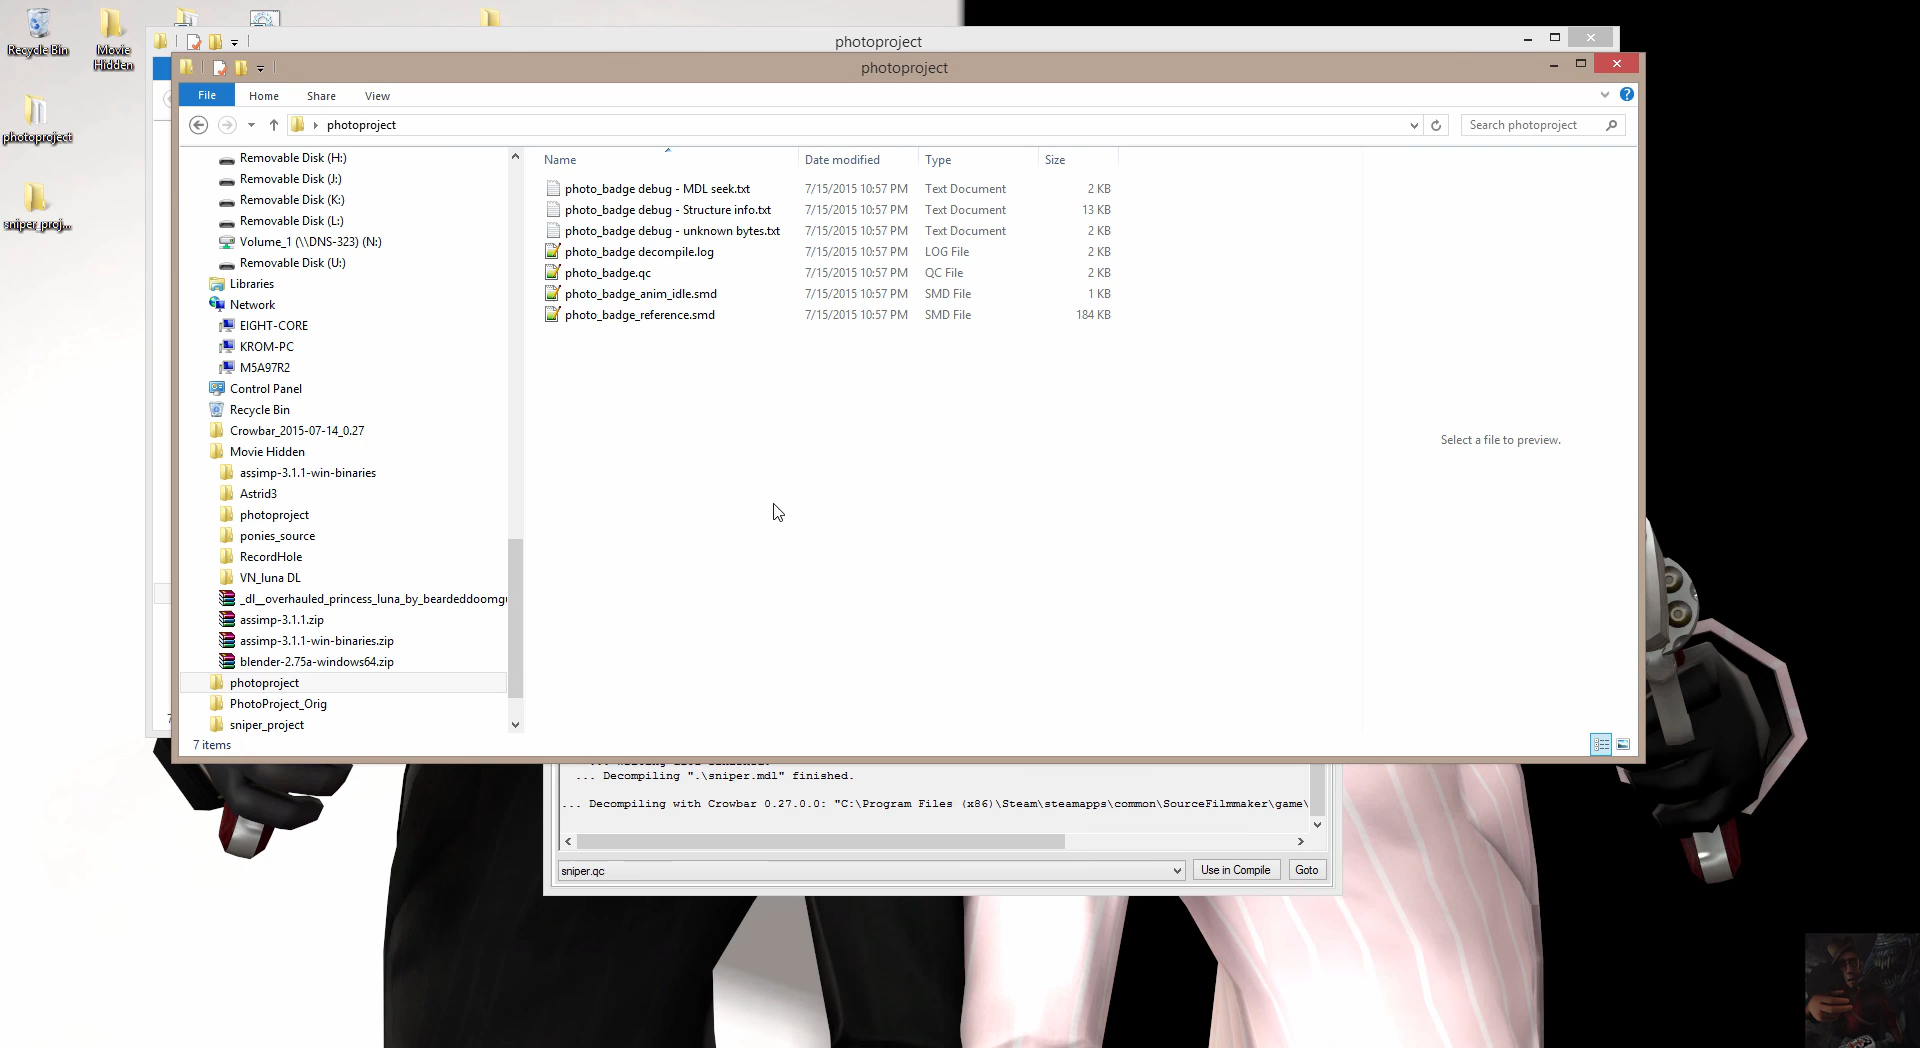 Recycle Bin
Movie Hidden
photoproject
sniper_proj...
photoproject
photoproject
File
Home
Share
View
photoproject
Search photoproject
Removable Disk (H:)
Removable Disk (J:)
Removable Disk (K:)
Removable Disk (L:)
Volume_1 (\\DNS-323) (N:)
Removable Disk (U:)
Libraries
Network
EIGHT-CORE
KROM-PC
M5A97R2
Control Panel
Recycle Bin
Crowbar_2015-07-14_0.27
Movie Hidden
assimp-3.1.1-win-binaries
Astrid3
photoproject
ponies_source
RecordHole
VN_luna DL
_dl__overhauled_princess_luna_by_beardeddoomg
assimp-3.1.1.zip
assimp-3.1.1-win-binaries.zip
blender-2.75a-windows64.zip
photoproject
PhotoProject_Orig
sniper_project
Name Date modified Type Size
photo_badge debug - MDL seek.txt 7/15/2015 10:57 PM Text Document 2 KB
photo_badge debug - Structure info.txt 7/15/2015 10:57 PM Text Document 13 KB
photo_badge debug - unknown bytes.txt 7/15/2015 10:57 PM Text Document 2 KB
photo_badge decompile.log 7/15/2015 10:57 PM LOG File 2 KB
photo_badge.qc 7/15/2015 10:57 PM QC File 2 KB
photo_badge_anim_idle.smd 7/15/2015 10:57 PM SMD File 1 KB
photo_badge_reference.smd 7/15/2015 10:57 PM SMD File 184 KB
Select a file to preview.
7 items
... Decompiling ".\sniper.mdl" finished.
... Decompiling with Crowbar 0.27.0.0: "C:\Program Files (x86)\Steam\steamapps\common\SourceFilmmaker\game\
sniper.qc
Use in Compile
Goto